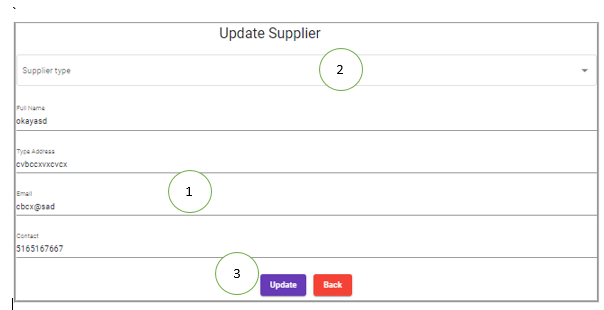 `
Update Supplier
Supplier type
2
Full Name
okayasd
Type Address
cvbccxvxcvcx
Email
1
cbcx@sad
Contact
5165167667
3
Update Back